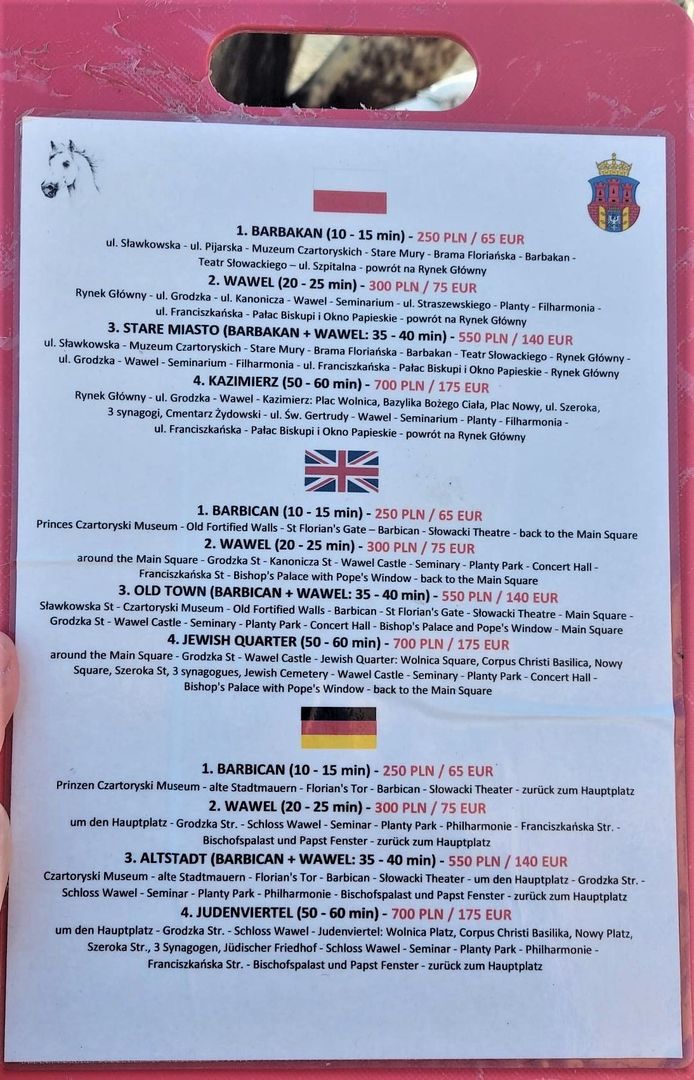 1. BARBAKAN (10 - 15 min) - 250 PLN / 65 EUR
ul. Sławkowska - ul. Pijarska - Muzeum Czartoryskich - Stare Mury - Brama Floriańska - Barbakan -
Teatr Słowackiego – ul. Szpitalna - powrót na Rynek Główny
2. WAWEL (20 - 25 min) - 300 PLN / 75 EUR
Rynek Główny - ul. Grodzka - ul. Kanonicza - Wawel - Seminarium - ul. Straszewskiego - Planty - Filharmonia -
ul. Franciszkańska - Pałac Biskupi i Okno Papieskie - powrót na Rynek Główny
3. STARE MIASTO (BARBAKAN + WAWEL: 35 - 40 min) - 550 PLN / 140 EUR
ul. Sławkowska - Muzeum Czartoryskich - Stare Mury - Brama Floriańska - Barbakan - Teatr Słowackiego - Rynek Główny -
ul. Grodzka - Wawel - Seminarium - Filharmonia - ul. Franciszkańska - Pałac Biskupi i Okno Papieskie - Rynek Główny
4. KAZIMIERZ (50 - 60 min) - 700 PLN / 175 EUR
Rynek Główny - ul. Grodzka - Wawel - Kazimierz: Plac Wolnica, Bazylika Bożego Ciała, Plac Nowy, ul. Szeroka,
3 synagogi, Cmentarz Żydowski - ul. Św. Gertrudy - Wawel - Seminarium - Planty - Filharmonia -
ul. Franciszkańska - Pałac Biskupi i Okno Papieskie - powrót na Rynek Główny
1. BARBICAN (10 - 15 min) - 250 PLN / 65 EUR
Princes Czartoryski Museum - Old Fortified Walls - St Florian's Gate – Barbican - Słowacki Theatre - back to the Main Square
2. WAWEL (20 - 25 min) - 300 PLN / 75 EUR
around the Main Square - Grodzka St - Kanonicza St - Wawel Castle - Seminary - Planty Park - Concert Hall -
Franciszkańska St - Bishop's Palace with Pope's Window - back to the Main Square
3. OLD TOWN (BARBICAN + WAWEL: 35 - 40 min) - 550 PLN / 140 EUR
Sławkowska St - Czartoryski Museum - Old Fortified Walls - Barbican - St Florian's Gate - Słowacki Theatre - Main Square -
Grodzka St - Wawel Castle - Seminary - Planty Park - Concert Hall - Bishop's Palace and Pope's Window - Main Square
4. JEWISH QUARTER (50 - 60 min) - 700 PLN / 175 EUR
around the Main Square - Grodzka St - Wawel Castle - Jewish Quarter: Wolnica Square, Corpus Christi Basilica, Nowy
Square, Szeroka St, 3 synagogues, Jewish Cemetery - Wawel Castle - Seminary - Planty Park - Concert Hall -
Bishop's Palace with Pope's Window - back to the Main Square
1. BARBICAN (10 - 15 min) - 250 PLN / 65 EUR
Prinzen Czartoryski Museum - alte Stadtmauern - Florian's Tor - Barbican - Słowacki Theater - zurück zum Hauptplatz
2. WAWEL (20 - 25 min) - 300 PLN / 75 EUR
um den Hauptplatz - Grodzka Str. - Schloss Wawel - Seminar - Planty Park - Philharmonie - Franciszkańska Str. -
Bischofspalast und Papst Fenster - zurück zum Hauptplatz
3. ALTSTADT (BARBICAN + WAWEL: 35 - 40 min) - 550 PLN / 140 EUR
Czartoryski Museum - alte Stadtmauern - Florian's Tor - Barbican - Słowacki Theater - um den Hauptplatz - Grodzka Str. -
Schloss Wawel - Seminar - Planty Park - Philharmonie - Bischofspalast und Papst Fenster - zurück zum Hauptplatz
4. JUDENVIERTEL (50 - 60 min) - 700 PLN / 175 EUR
um den Hauptplatz - Grodzka Str. - Schloss Wawel - Judenviertel: Wolnica Platz, Corpus Christi Basilika, Nowy Platz,
Szeroka Str., 3 Synagogen, Jüdischer Friedhof - Schloss Wawel - Seminar - Planty Park - Philharmonie -
Franciszkańska Str. - Bischofspalast und Papst Fenster - zurück zum Hauptplatz